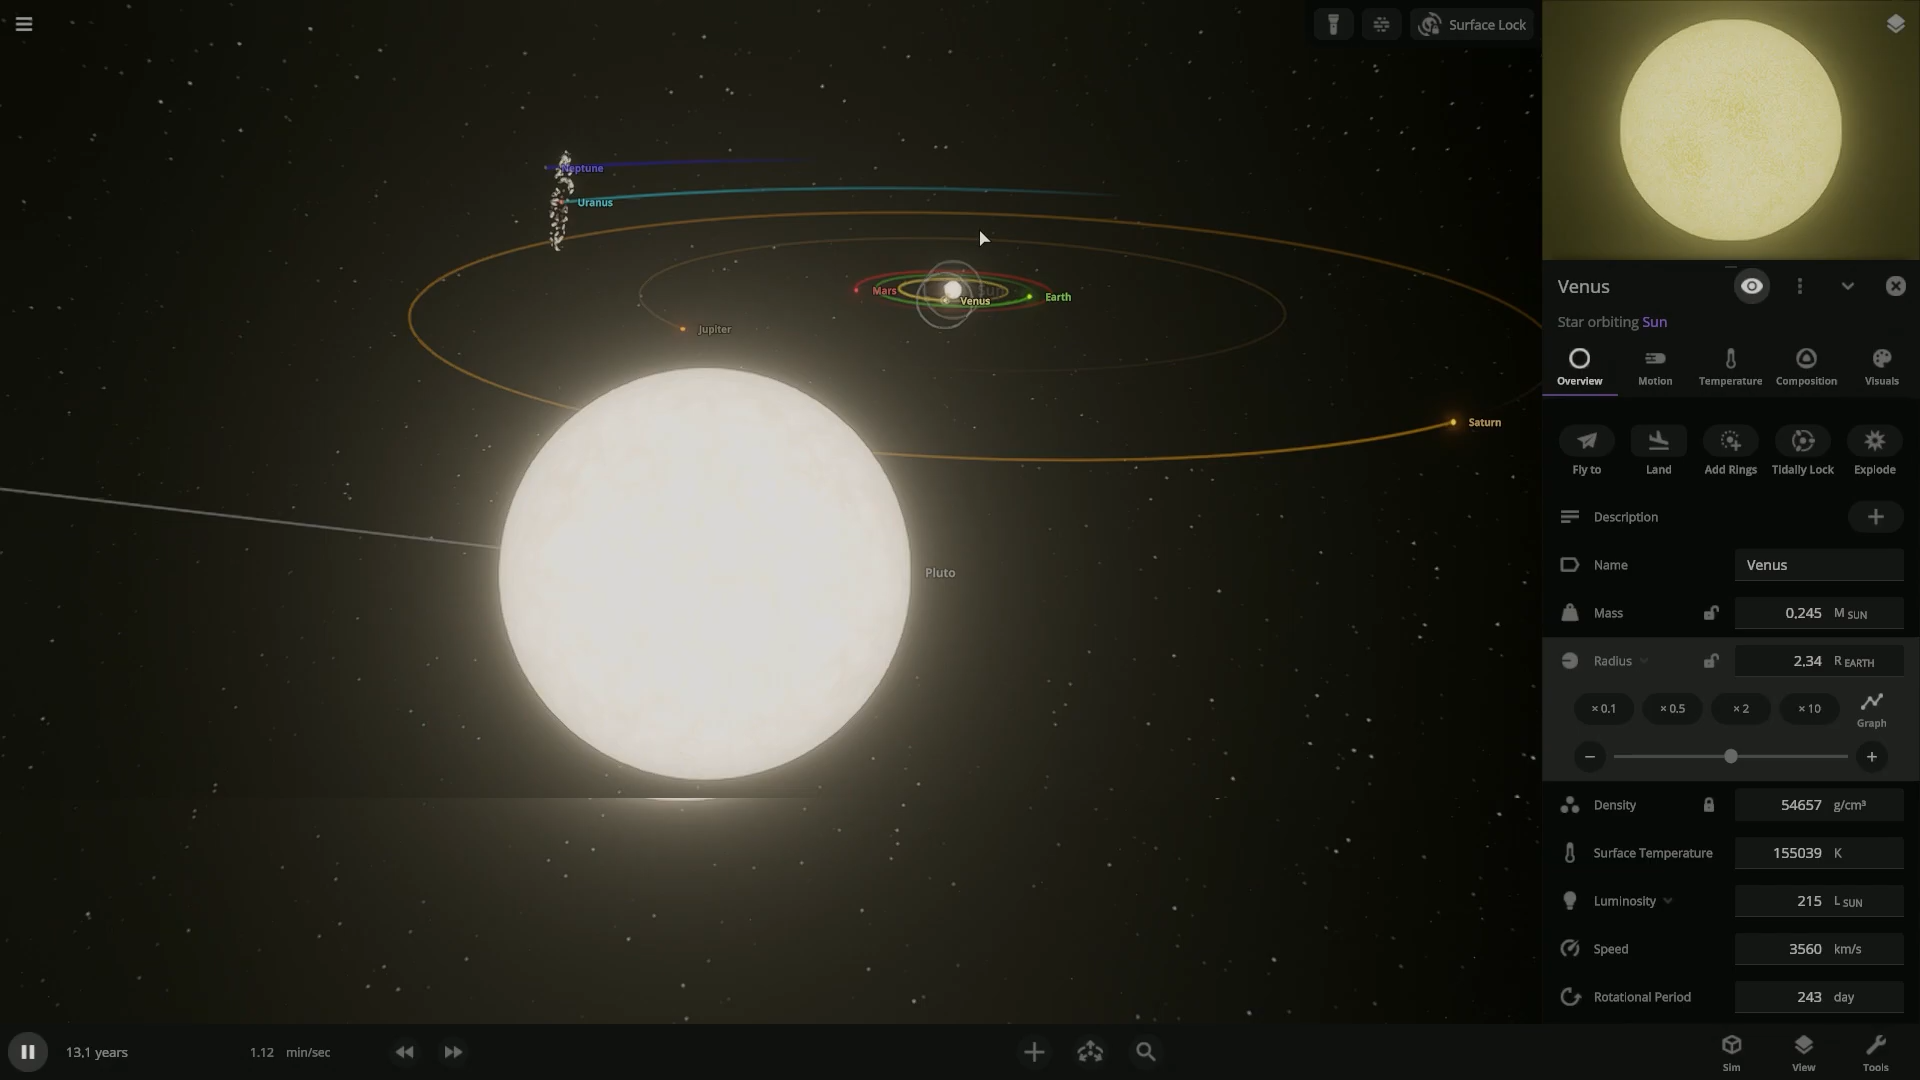 Surface Lock
Neptune
Uranus
Mars
Sun
Venus
Earth
Jupiter
Saturn
Pluto
Venus
Star orbiting Sun
Overview
Motion
Temperature
Composition
Visuals
Fly to
Land
Add Rings
Tidally Lock
Explode
Description
Name
Venus
Mass
0.245 M SUN
Radius
2.34 R EARTH
× 0.1
× 0.5
× 2
× 10
Graph
Density
54657 g/cm³
Surface Temperature
155039 K
Luminosity
215 L SUN
Speed
3560 km/s
Rotational Period
243 day
13.1 years
1.12 min/sec
Sim
View
Tools